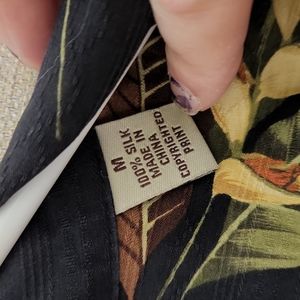 M
100% SILK
MADE IN
CHINA
COPYRIGHTED
PRINT